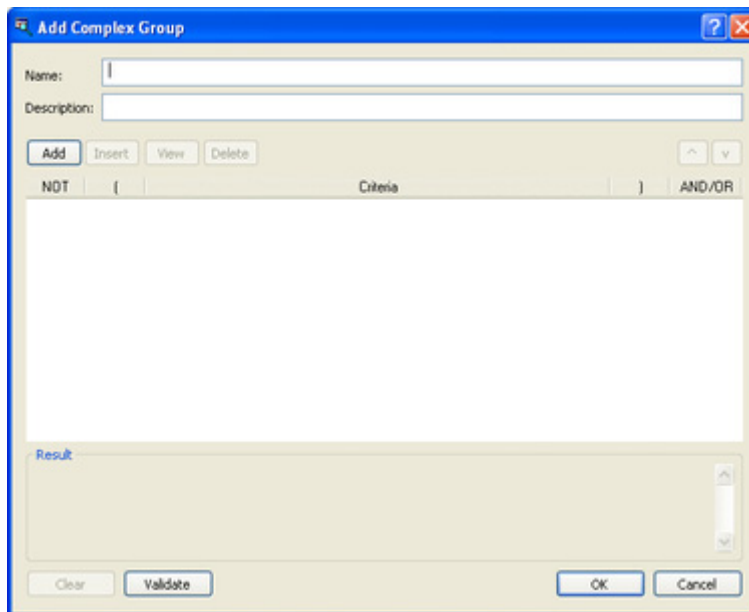 Add Complex Group ?
Name:
Description:
Add Insert View Delete ^ v
NOT ( Criteria ) AND/OR
Result
Clear Validate OK Cancel